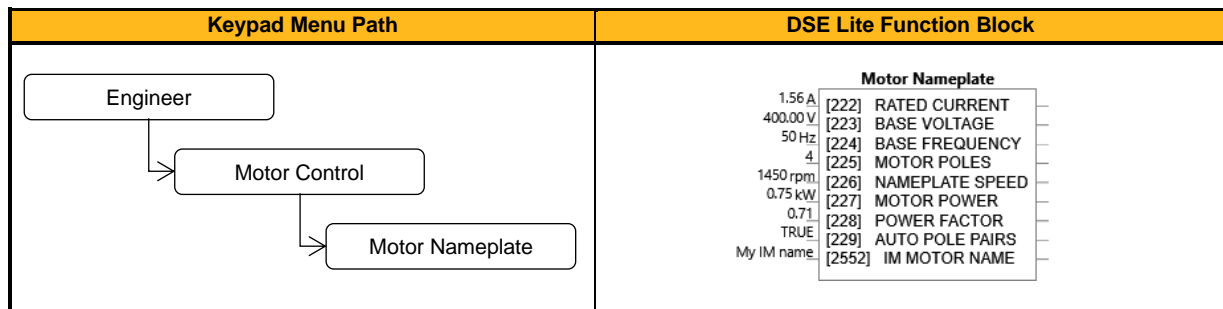 Keypad Menu Path
DSE Lite Function Block
Engineer
Motor Control
Motor Nameplate
Motor Nameplate
1.56 A [222] RATED CURRENT
400.00 V [223] BASE VOLTAGE
50 Hz [224] BASE FREQUENCY
4 [225] MOTOR POLES
1450 rpm [226] NAMEPLATE SPEED
0.75 kW [227] MOTOR POWER
0.71 [228] POWER FACTOR
TRUE [229] AUTO POLE PAIRS
My IM name [2552] IM MOTOR NAME